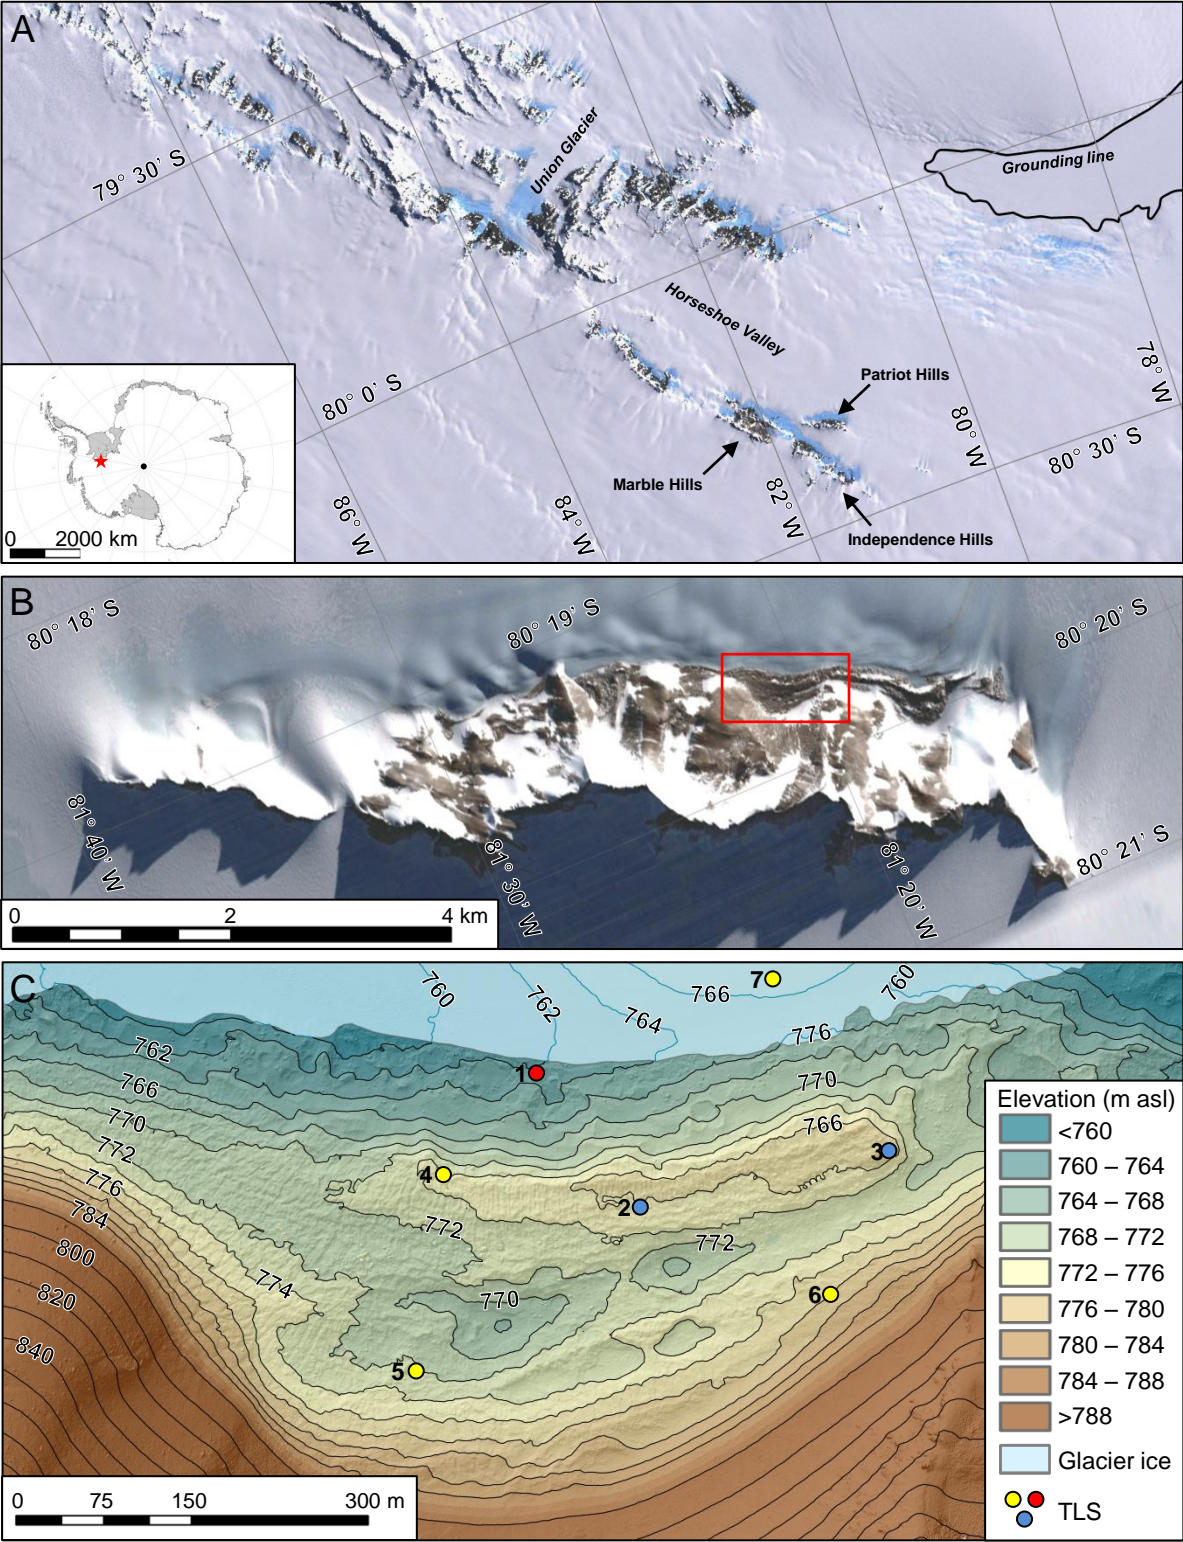 A
79° 30' S
Union Glacier
Grounding line
Horseshoe Valley
Patriot Hills
78° W
80° 0' S
80° W
80° 30' S
Marble Hills
82° W
Independence Hills
84° W
86° W
0 2000 km
B
80° 18' S
80° 19' S
80° 20' S
81° 40' W
81° 30' W
81° 20' W
80° 21' S
0 2 4 km
C
760
762
764
766
7
760
776
762
1
766
770
770
772
766
3
776
4
784
2
772
772
800
774
6
820
770
840
5
Elevation (m asl)
<760
760 – 764
764 – 768
768 – 772
772 – 776
776 – 780
780 – 784
784 – 788
>788
Glacier ice
TLS
0 75 150 300 m